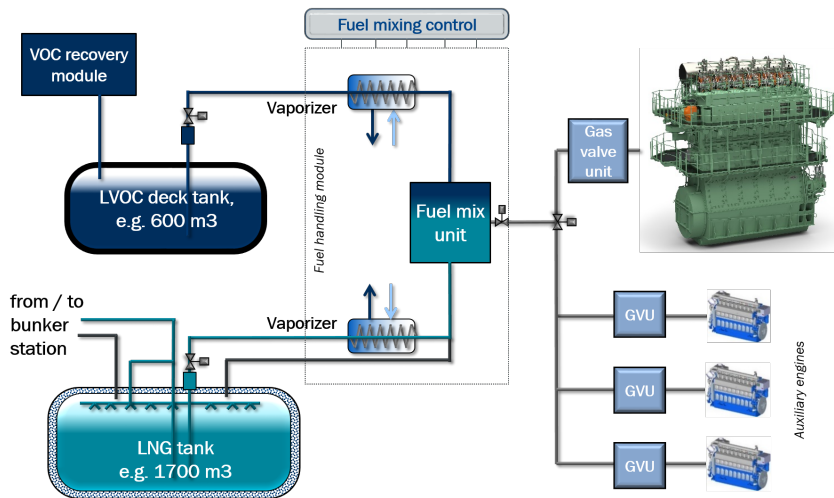 Fuel mixing control
VOC recovery
module
Vaporizer
Gas
valve
unit
LVOC deck tank,
e.g. 600 m3
Fuel handling module
Fuel mix
unit
from / to
bunker
station
Vaporizer
GVU
GVU
GVU
Auxiliary engines
LNG tank
e.g. 1700 m3